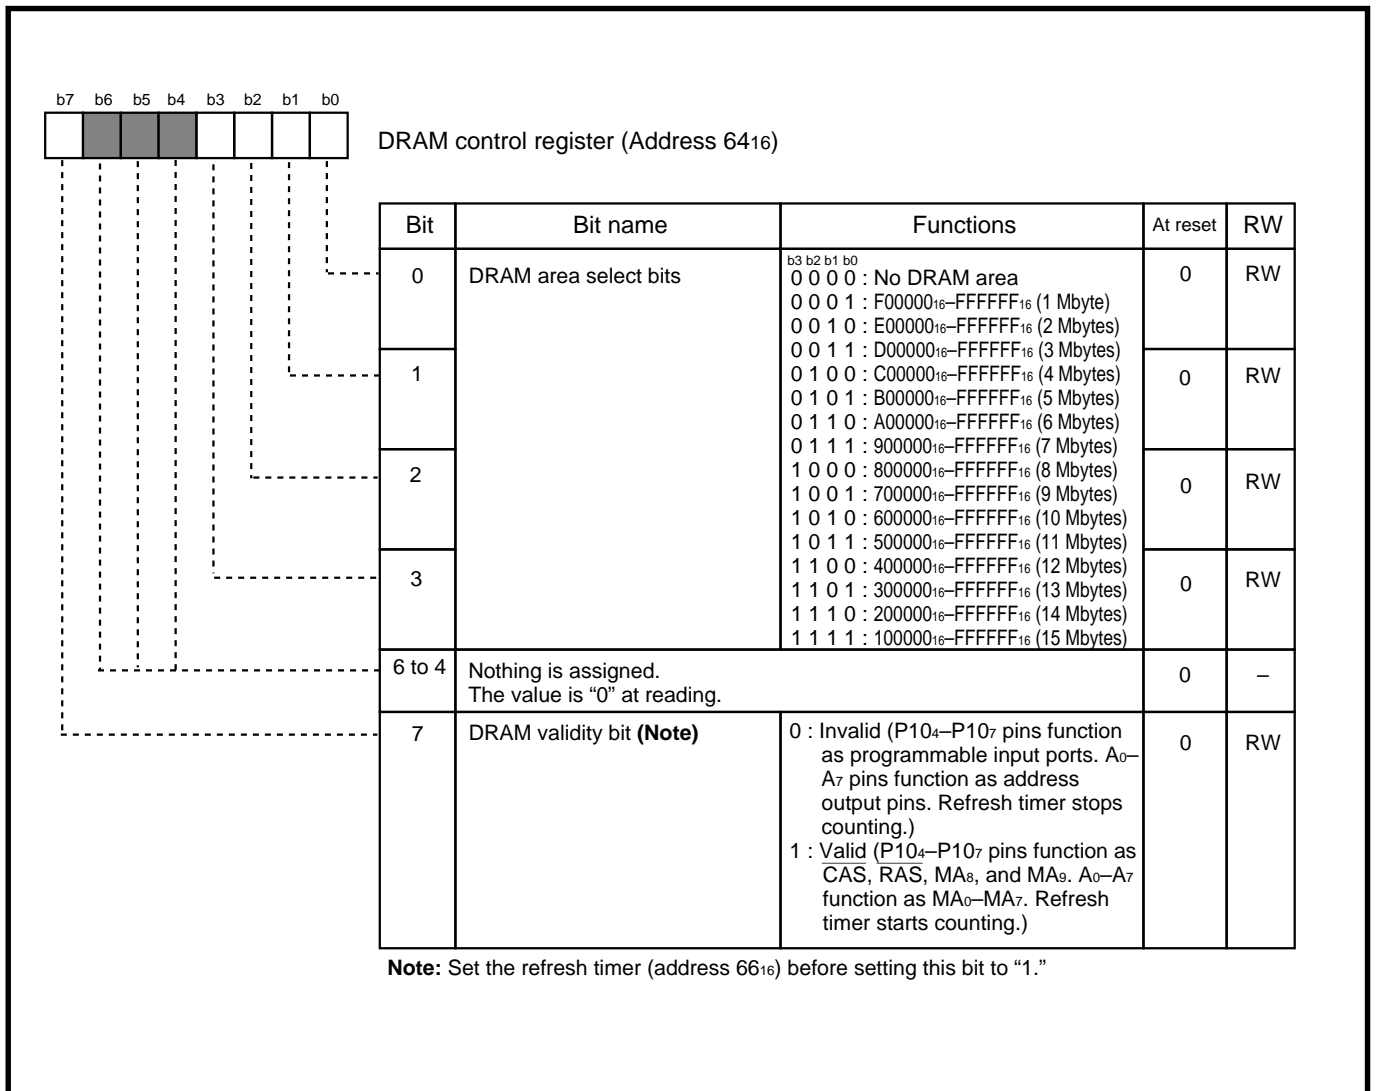 b7 b6 b5 b4 b3 b2 b1 b0
DRAM control register (Address 6416)
Bit Bit name Functions At reset RW
0 DRAM area select bits 0 RW
b3 b2 b1 b0
0 0 0 0 : No DRAM area
0 0 0 1 : F0000016–FFFFFF16 (1 Mbyte)
0 0 1 0 : E0000016–FFFFFF16 (2 Mbytes)
0 0 1 1 : D0000016–FFFFFF16 (3 Mbytes)
1 0 RW
0 1 0 0 : C0000016–FFFFFF16 (4 Mbytes)
0 1 0 1 : B0000016–FFFFFF16 (5 Mbytes)
0 1 1 0 : A0000016–FFFFFF16 (6 Mbytes)
0 1 1 1 : 90000016–FFFFFF16 (7 Mbytes)
2 0 RW
1 0 0 0 : 80000016–FFFFFF16 (8 Mbytes)
1 0 0 1 : 70000016–FFFFFF16 (9 Mbytes)
1 0 1 0 : 60000016–FFFFFF16 (10 Mbytes)
1 0 1 1 : 50000016–FFFFFF16 (11 Mbytes)
3 0 RW
1 1 0 0 : 40000016–FFFFFF16 (12 Mbytes)
1 1 0 1 : 30000016–FFFFFF16 (13 Mbytes)
1 1 1 0 : 20000016–FFFFFF16 (14 Mbytes)
1 1 1 1 : 10000016–FFFFFF16 (15 Mbytes)
6 to 4 Nothing is assigned. 0 –
The value is “0” at reading.
7 DRAM validity bit (Note) 0 RW
0 : Invalid (P104–P107 pins function
as programmable input ports. A0–
A7 pins function as address
output pins. Refresh timer stops
counting.)
1 : Valid (P104–P107 pins function as
CAS, RAS, MA8, and MA9. A0–A7
function as MA0–MA7. Refresh
timer starts counting.)
Note: Set the refresh timer (address 6616) before setting this bit to “1.”